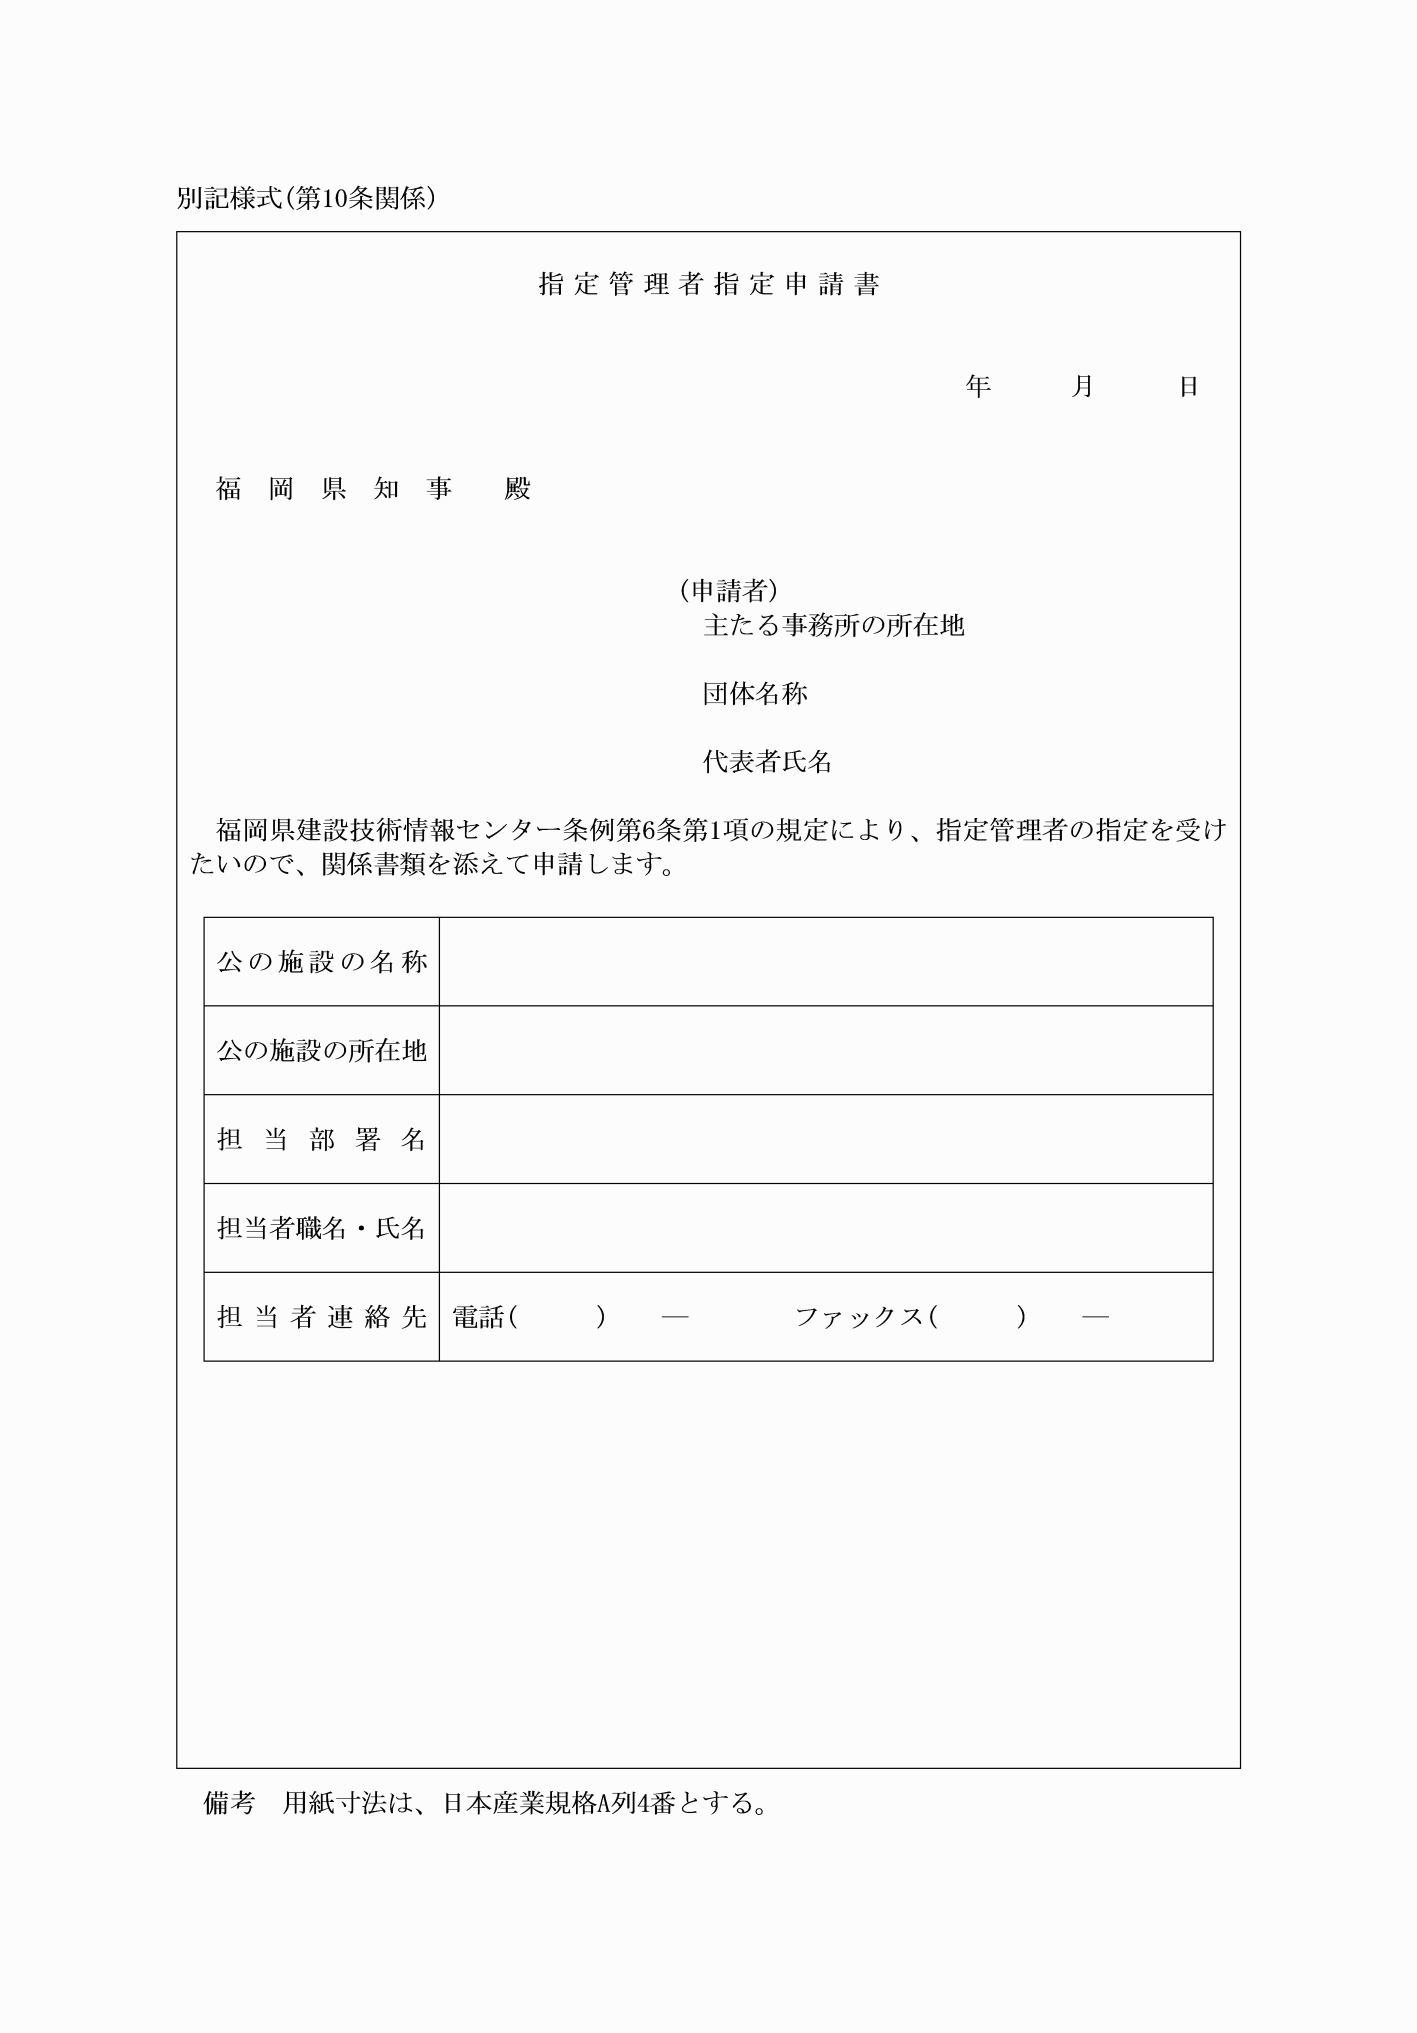 別記様式(第10条関係)
指定管理者指定申請書
年　　　月　　　日
福　岡　県　知　事　　殿
(申請者)
主たる事務所の所在地
団体名称
代表者氏名
福岡県建設技術情報センター条例第6条第1項の規定により、指定管理者の指定を受け
たいので、関係書類を添えて申請します。
公の施設の名称
公の施設の所在地
担当部署名
担当者職名・氏名
担当者連絡先 電話(　　　)　　―　　　　ファックス(　　　)　　―
備考　用紙寸法は、日本産業規格A列4番とする。